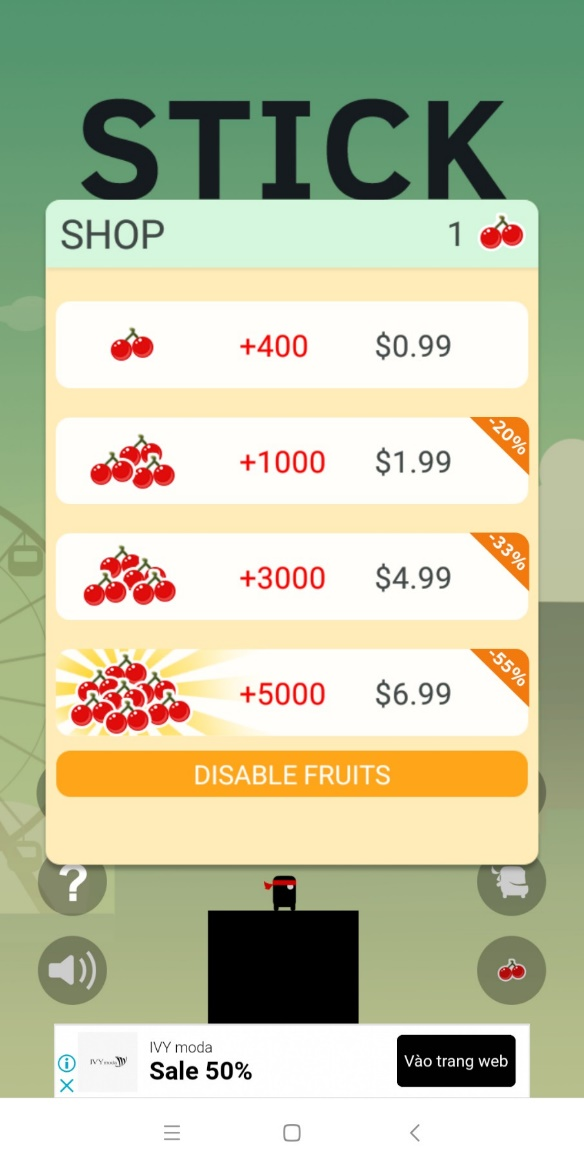 STICK
SHOP
1
+400 $0.99
-20%
+1000 $1.99
-33%
+3000 $4.99
-55%
+5000 $6.99
DISABLE FRUITS
?
IVY moda
IVY moda
Sale 50%
Vào trang web